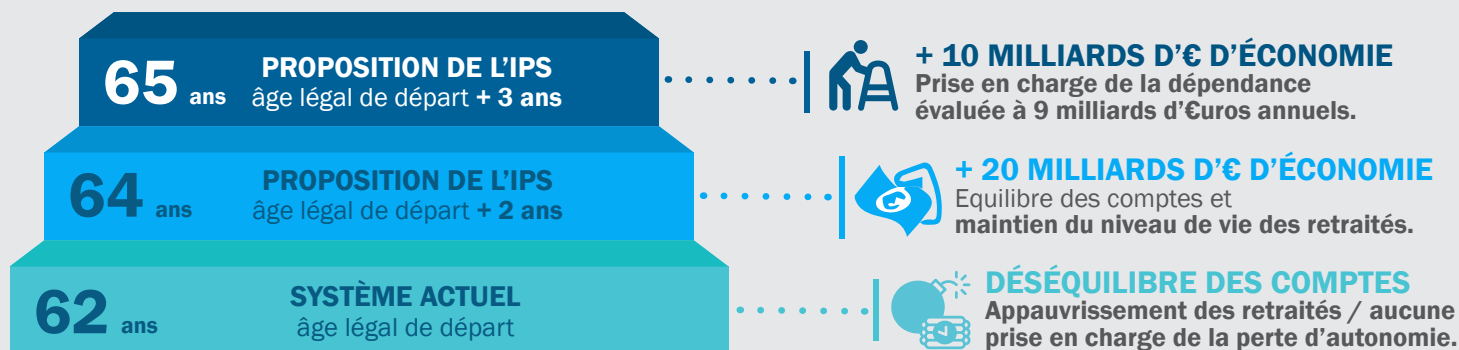 65 ans
PROPOSITION DE L'IPS
âge légal de départ + 3 ans
+ 10 MILLIARDS D'€ D'ÉCONOMIE
Prise en charge de la dépendance
évaluée à 9 milliards d'€uros annuels.
64 ans
PROPOSITION DE L'IPS
âge légal de départ + 2 ans
+ 20 MILLIARDS D'€ D'ÉCONOMIE
Equilibre des comptes et
maintien du niveau de vie des retraités.
62 ans
SYSTÈME ACTUEL
âge légal de départ
DÉSÉQUILIBRE DES COMPTES
Appauvrissement des retraités / aucune
prise en charge de la perte d'autonomie.